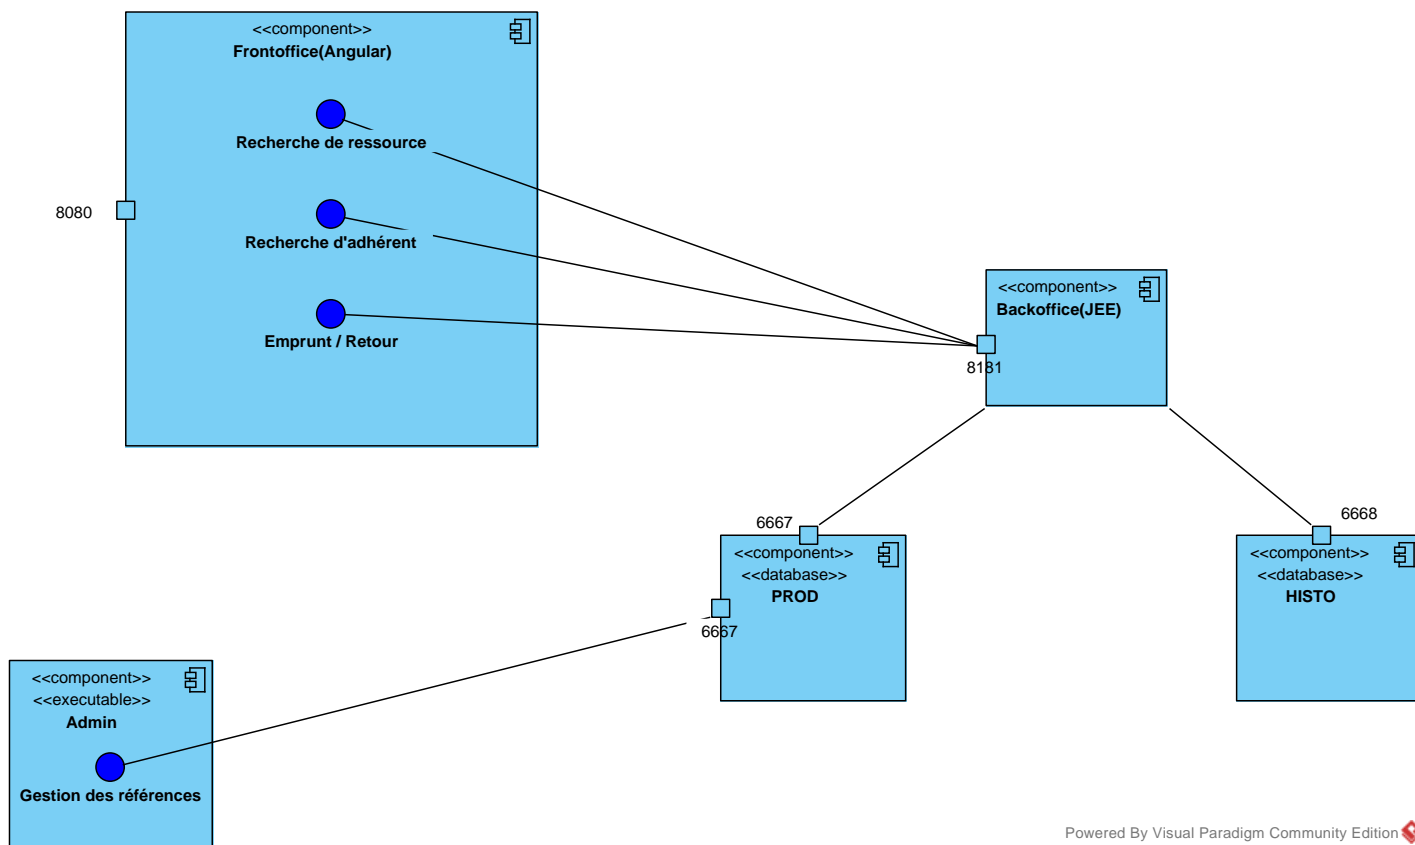 <<component>>
Frontoffice(Angular)
Recherche de ressource
8080
Recherche d'adhérent
Emprunt / Retour
<<component>>
Backoffice(JEE)
8181
6667
<<component>>
<<database>>
PROD
6667
6668
<<component>>
<<database>>
HISTO
<<component>>
<<executable>>
Admin
Gestion des références
Powered By Visual Paradigm Community Edition